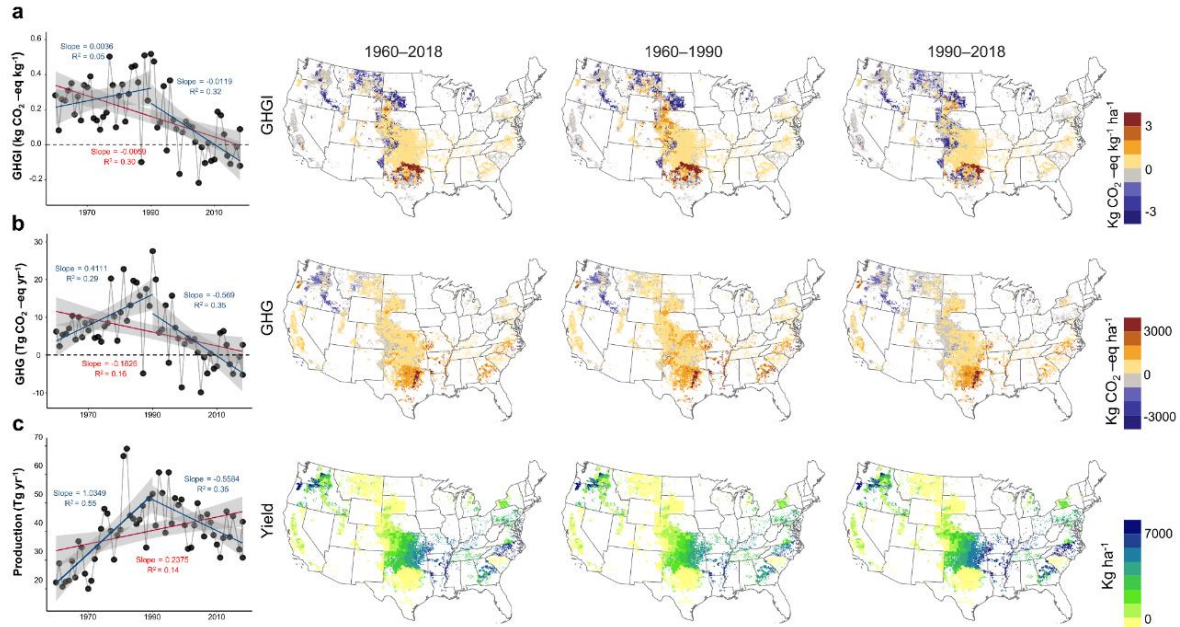 a
1960–2018
1960–1990
1990–2018
GHGI (kg CO₂ –eq kg⁻¹)
0.6
0.4
0.2
0.0
-0.2
1970
1990
2010
Slope = 0.0036
R² = 0.05
Slope = -0.0119
R² = 0.32
Slope = -0.0059
R² = 0.30
GHGI
Kg CO₂ –eq kg⁻¹ ha⁻¹
3
0
-3
b
GHG (Tg CO₂ –eq yr⁻¹)
30
20
10
0
-10
1970
1990
2010
Slope = 0.4111
R² = 0.29
Slope = -0.569
R² = 0.35
Slope = -0.1826
R² = 0.16
GHG
Kg CO₂ –eq ha⁻¹
3000
0
-3000
c
Production (Tg yr⁻¹)
70
60
50
40
30
20
1970
1990
2010
Slope = 1.0349
R² = 0.55
Slope = -0.5584
R² = 0.35
Slope = 0.2375
R² = 0.14
Yield
Kg ha⁻¹
7000
0